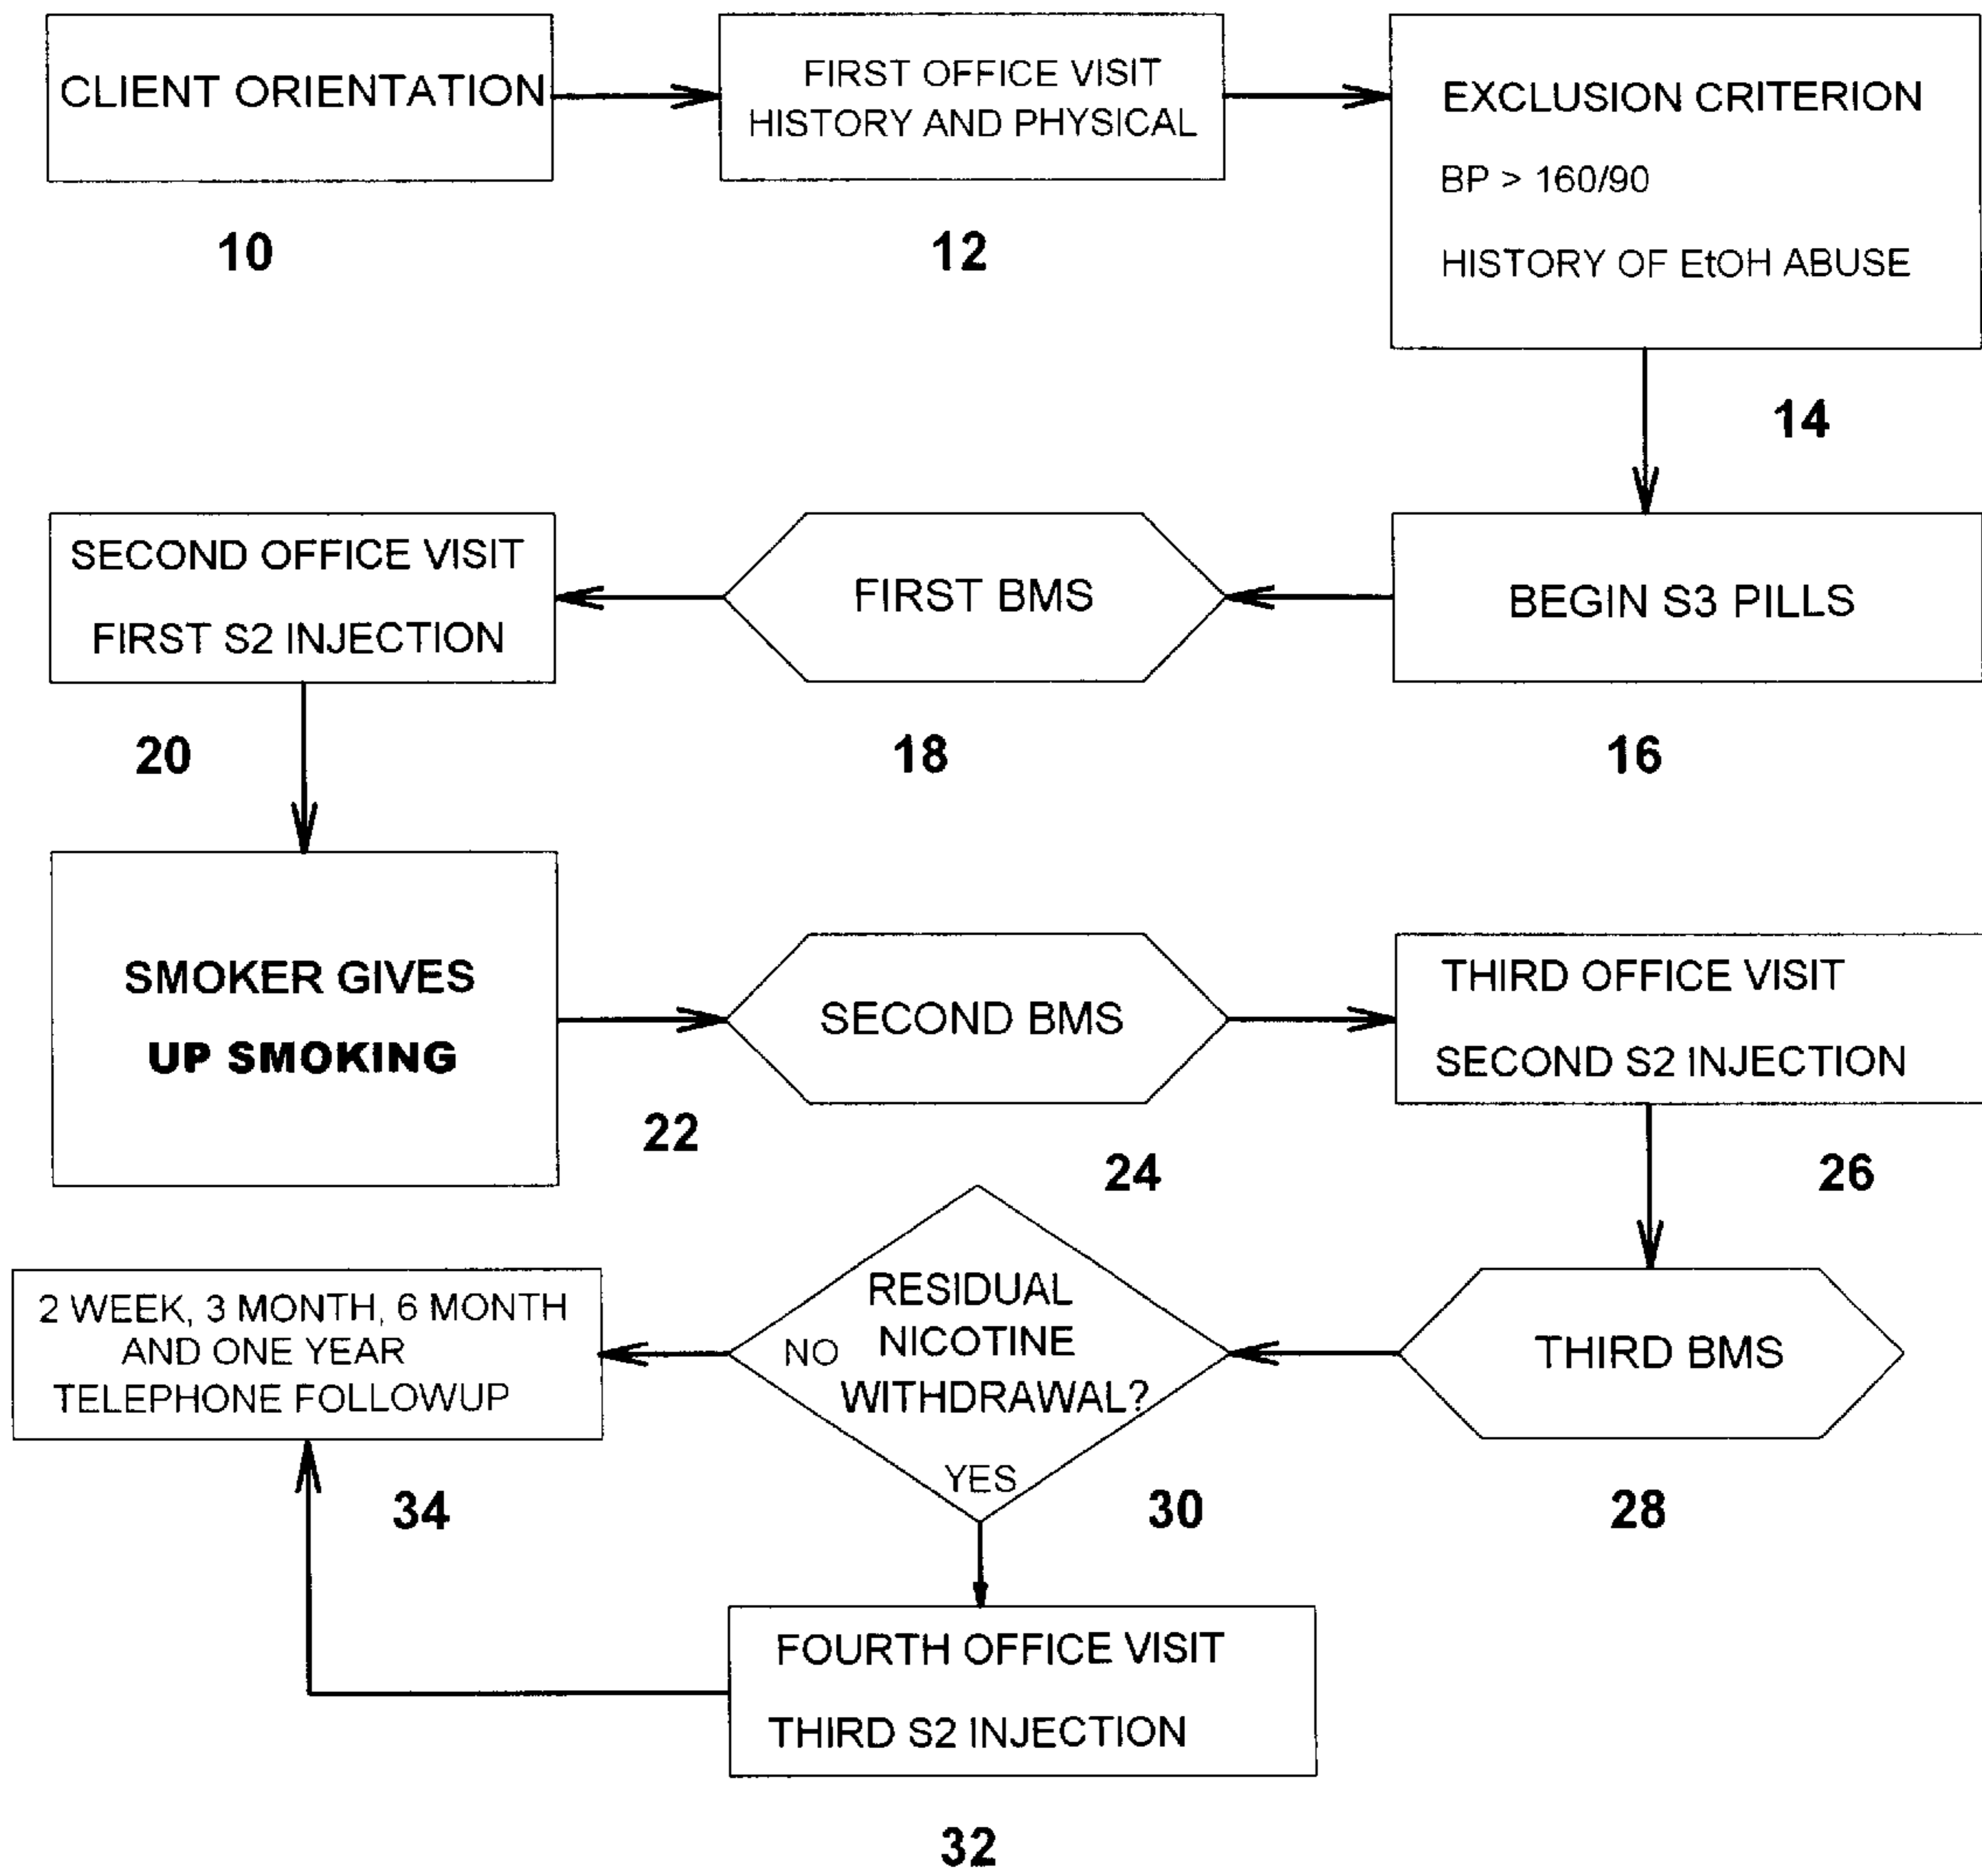 CLIENT ORIENTATION
10
FIRST OFFICE VISIT
HISTORY AND PHYSICAL
12
EXCLUSION CRITERION
BP > 160/90
HISTORY OF EtOH ABUSE
14
BEGIN S3 PILLS
16
FIRST BMS
18
SECOND OFFICE VISIT
FIRST S2 INJECTION
20
SMOKER GIVES
UP SMOKING
22
SECOND BMS
24
THIRD OFFICE VISIT
SECOND S2 INJECTION
26
THIRD BMS
28
RESIDUAL
NICOTINE
WITHDRAWAL?
NO
YES
30
FOURTH OFFICE VISIT
THIRD S2 INJECTION
32
2 WEEK, 3 MONTH, 6 MONTH
AND ONE YEAR
TELEPHONE FOLLOWUP
34